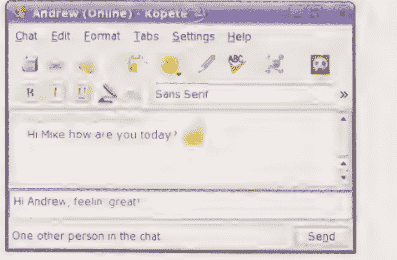 Andrew (Online) - Kopete
Chat Edit Format Tabs Settings Help
ABC
B I U Sans Serif »
Hi Mike how are you today?
Hi Andrew, feelin' great!
One other person in the chat Send